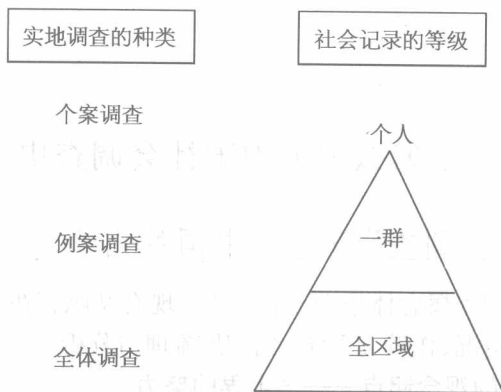 实地调查的种类
社会记录的等级
个案调查
个人
例案调查
一群
全体调查
全区域